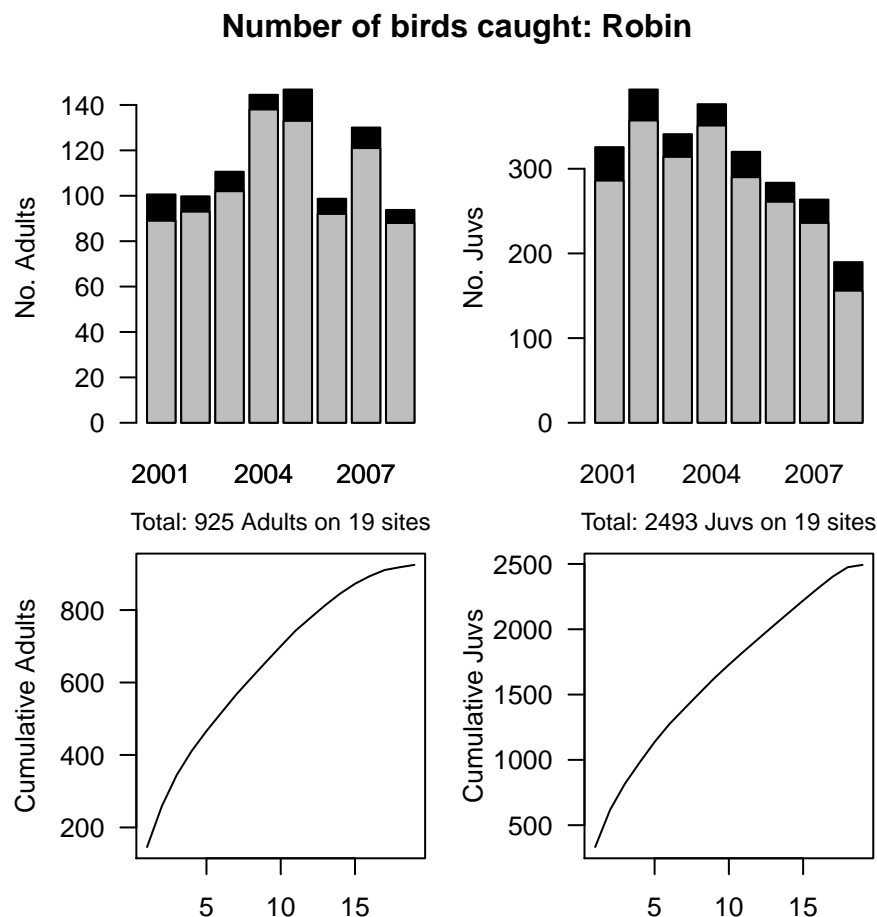 Number of birds caught: Robin
No. Adults
140
120
100
80
60
40
20
0
2001 2004 2007
No. Juvs
300
200
100
0
2001 2004 2007
Total: 925 Adults on 19 sites
Cumulative Adults
800
600
400
200
5 10 15
Total: 2493 Juvs on 19 sites
Cumulative Juvs
2500
2000
1500
1000
500
5 10 15